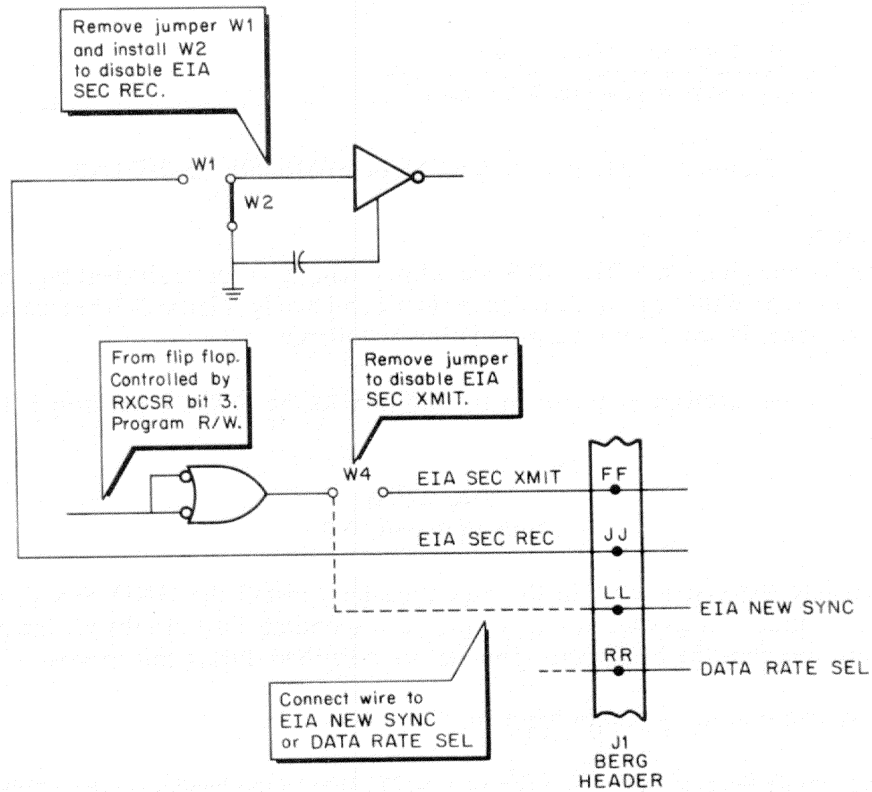 Remove jumper W1
and install W2
to disable EIA
SEC REC.
W1
W2
From flip flop.
Controlled by
RXCSR bit 3.
Program R/W.
Remove jumper
to disable EIA
SEC XMIT.
W4
EIA SEC XMIT
FF
EIA SEC REC
JJ
LL
EIA NEW SYNC
RR
DATA RATE SEL
Connect wire to
EIA NEW SYNC
or DATA RATE SEL
J1
BERG
HEADER